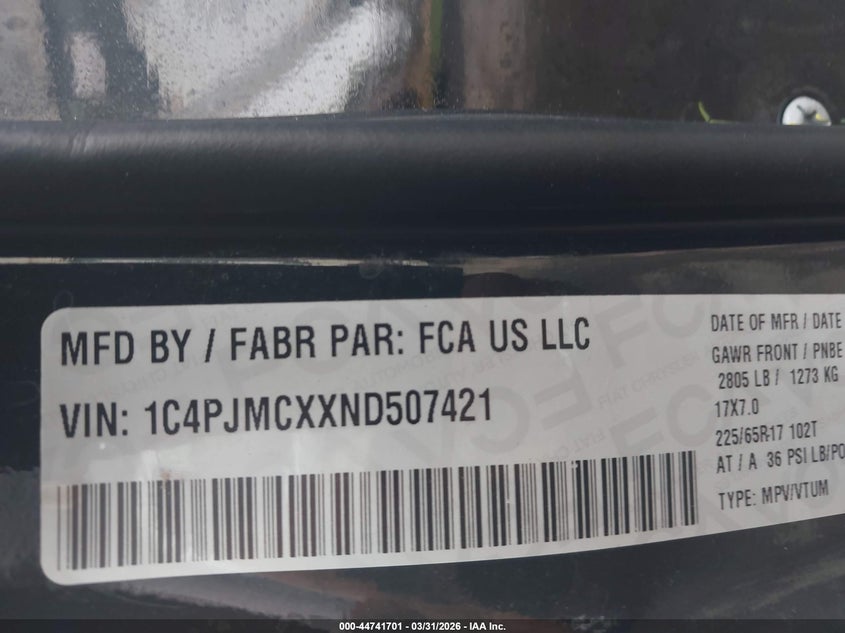 MFD BY / FABR PAR: FCA US LLC
VIN: 1C4PJMCXXND507421
DATE OF MFR / DATE
GAWR FRONT / PNBE
2805 LB / 1273 KG
17X7.0
225/65R-17 102T
AT / A 36 PSI LB/PO
TYPE: MPV/VTUM
000-44741701 - 03/31/2026 - IAA Inc.